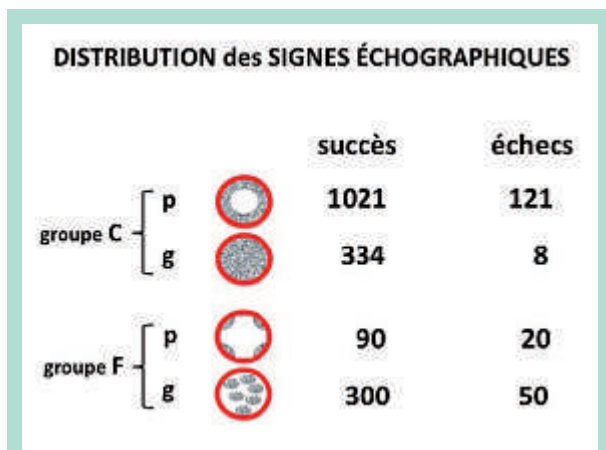 DISTRIBUTION des SIGNES ÉCHOGRAPHIQUES
succès échecs
groupe C
p 1021 121
g 334 8
groupe F
p 90 20
g 300 50